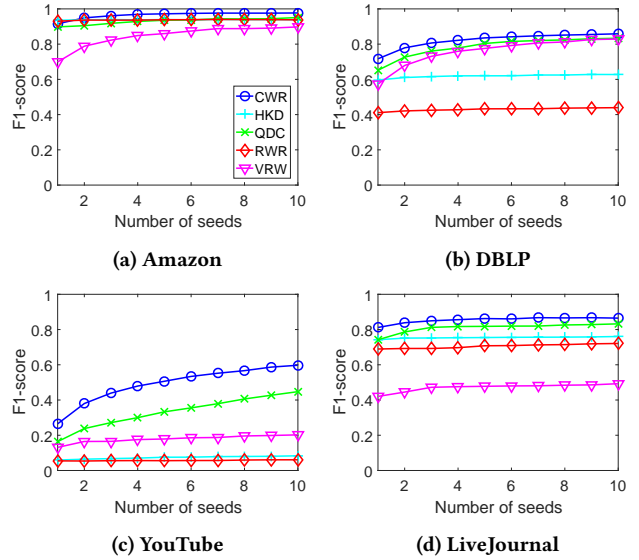 1
0.8
0.6
0.4
0.2
0
F1-score
2 4 6 8 10
Number of seeds
CWR
HKD
QDC
RWR
VRW
(a) Amazon
1
0.8
0.6
0.4
0.2
0
F1-score
2 4 6 8 10
Number of seeds
(b) DBLP
1
0.8
0.6
0.4
0.2
0
F1-score
2 4 6 8 10
Number of seeds
(c) YouTube
1
0.8
0.6
0.4
0.2
0
F1-score
2 4 6 8 10
Number of seeds
(d) LiveJournal